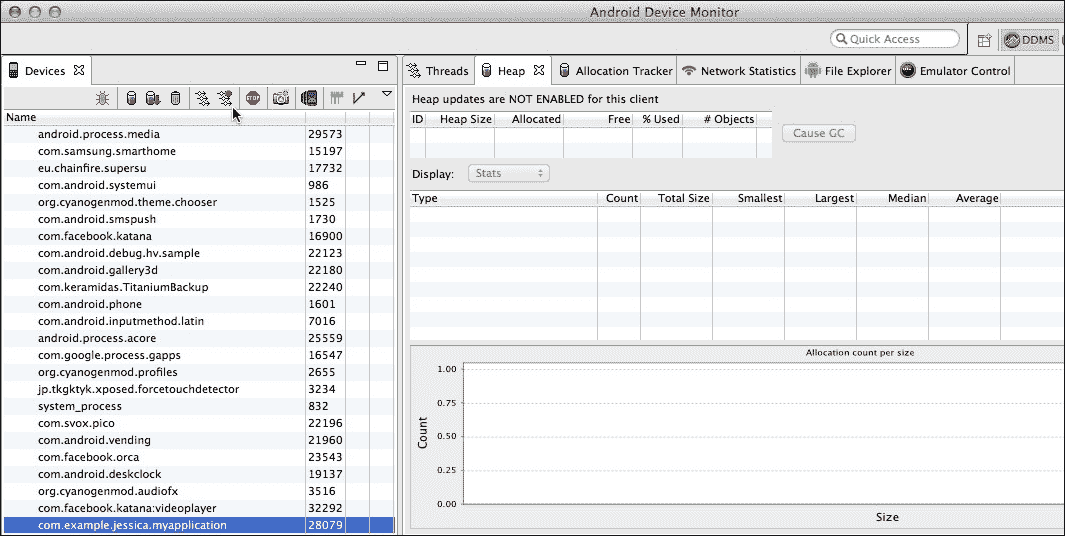 Android Device Monitor
Quick Access
DDMS
Devices
Name
android.process.media 29573
com.samsung.smarthome 15197
eu.chainfire.supersu 17732
com.android.systemui 986
org.cyanogenmod.theme.chooser 1525
com.android.smspush 1730
com.facebook.katana 16900
com.android.debug.hv.sample 22123
com.android.gallery3d 22180
com.keramidas.TitaniumBackup 22240
com.android.phone 1601
com.android.inputmethod.latin 7016
android.process.acore 25559
com.google.process.gapps 16547
org.cyanogenmod.profiles 2655
jp.tkgktyk.xposed.forcetouchdetector 3234
system_process 832
com.svox.pico 22196
com.android.vending 21960
com.facebook.orca 23543
com.android.deskclock 19137
org.cyanogenmod.audiofx 3516
com.facebook.katana:videoplayer 32292
com.example.jessica.myapplication 28079
Threads Heap Allocation Tracker Network Statistics File Explorer Emulator Control
Heap updates are NOT ENABLED for this client
ID Heap Size Allocated Free % Used # Objects
Cause GC
Display: Stats
Type Count Total Size Smallest Largest Median Average
Allocation count per size
1.00
0.75
0.50
0.25
0.00
Count
Size
STOP